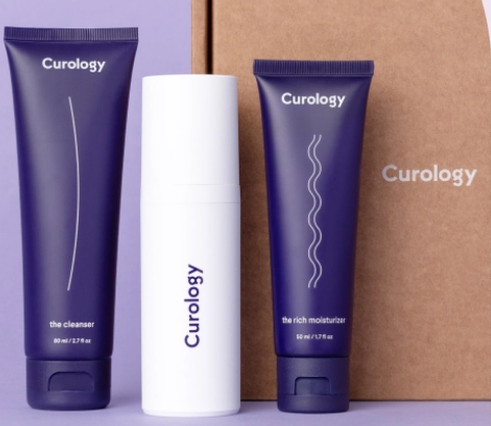 Curology
the cleanser
80 ml / 2.7 fl oz
Curology
Curology
the rich moisturizer
50 ml / 1.7 fl oz
Curology